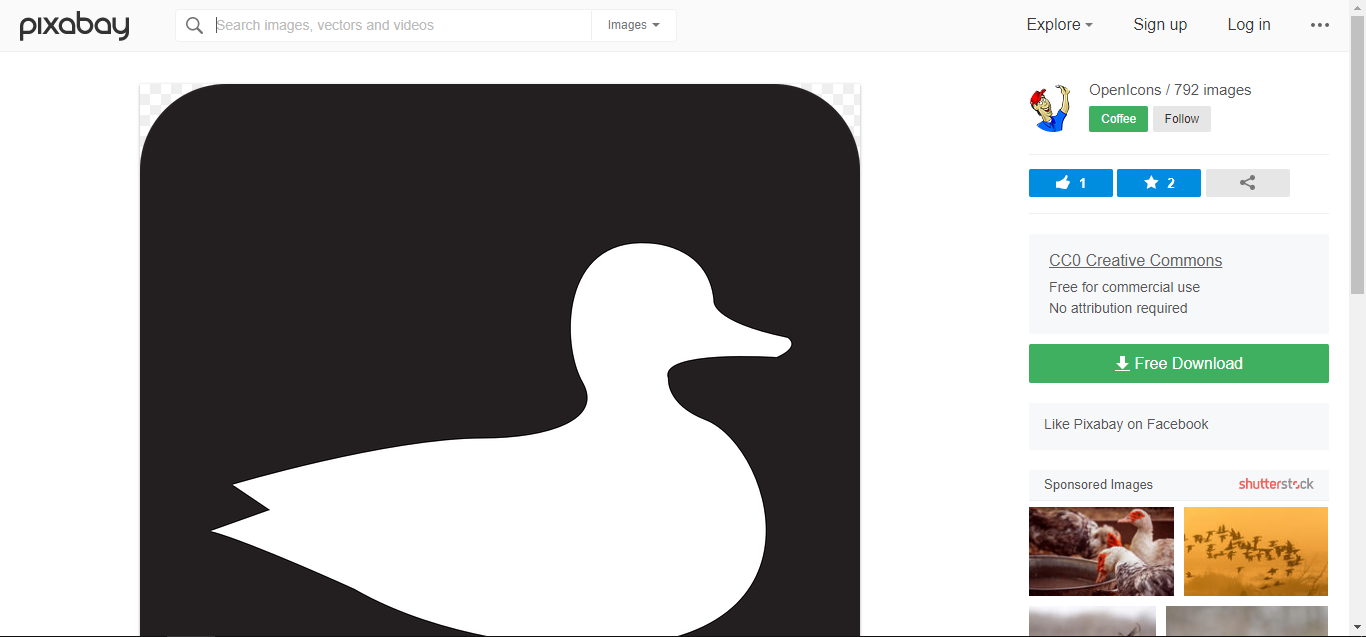 pixabay
Search images, vectors and videos
Images
Explore
Sign up
Log in
OpenIcons / 792 images
Coffee
Follow
1
2
CC0 Creative Commons
Free for commercial use
No attribution required
Free Download
Like Pixabay on Facebook
Sponsored Images
shutterstock